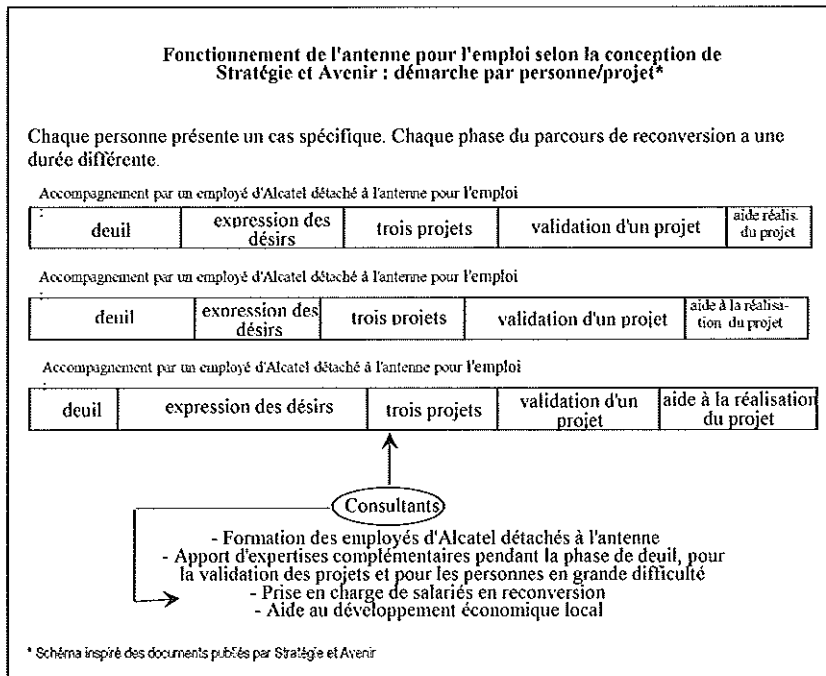 Fonctionnement de l'antenne pour l'emploi selon la conception de
Stratégie et Avenir : démarche par personne/projet*
Chaque personne présente un cas spécifique. Chaque phase du parcours de reconversion a une
durée différente.
Accompagnement par un employé d'Alcatel détaché à l'antenne pour l'emploi
deuil
expression des
désirs
trois projets
validation d'un projet
aide réalis.
du projet
Accompagnement par un employé d'Alcatel détaché à l'antenne pour l'emploi
deuil
expression des
désirs
trois projets
validation d'un projet
aide à la réalisa-
tion du projet
Accompagnement par un employé d'Alcatel détaché à l'antenne pour l'emploi
deuil
expression des désirs
trois projets
validation d'un
projet
aide à la réalisation
du projet
Consultants
- Formation des employés d'Alcatel détachés à l'antenne
- Apport d'expertises complémentaires pendant la phase de deuil, pour
la validation des projets et pour les personnes en grande difficulté
- Prise en charge de salariés en reconversion
- Aide au développement économique local
* Schéma inspiré des documents publiés par Stratégie et Avenir